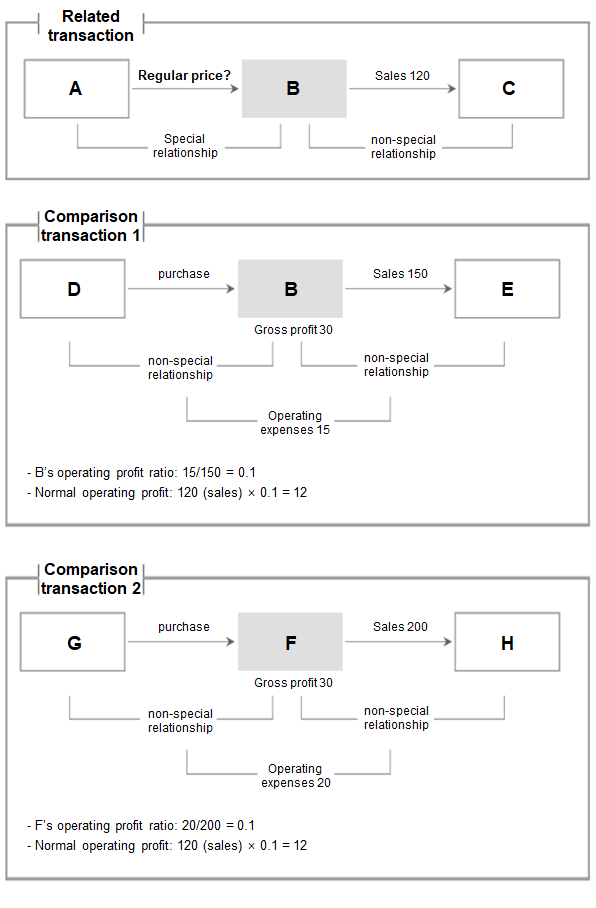 Related
transaction
A
Regular price?
B
Sales 120
C
Special
relationship
non-special
relationship
Comparison
transaction 1
D
purchase
B
Sales 150
E
Gross profit 30
non-special
relationship
non-special
relationship
Operating
expenses 15
- B's operating profit ratio: 15/150 = 0.1
- Normal operating profit: 120 (sales) × 0.1 = 12
Comparison
transaction 2
G
purchase
F
Sales 200
H
Gross profit 30
non-special
relationship
non-special
relationship
Operating
expenses 20
- F's operating profit ratio: 20/200 = 0.1
- Normal operating profit: 120 (sales) × 0.1 = 12